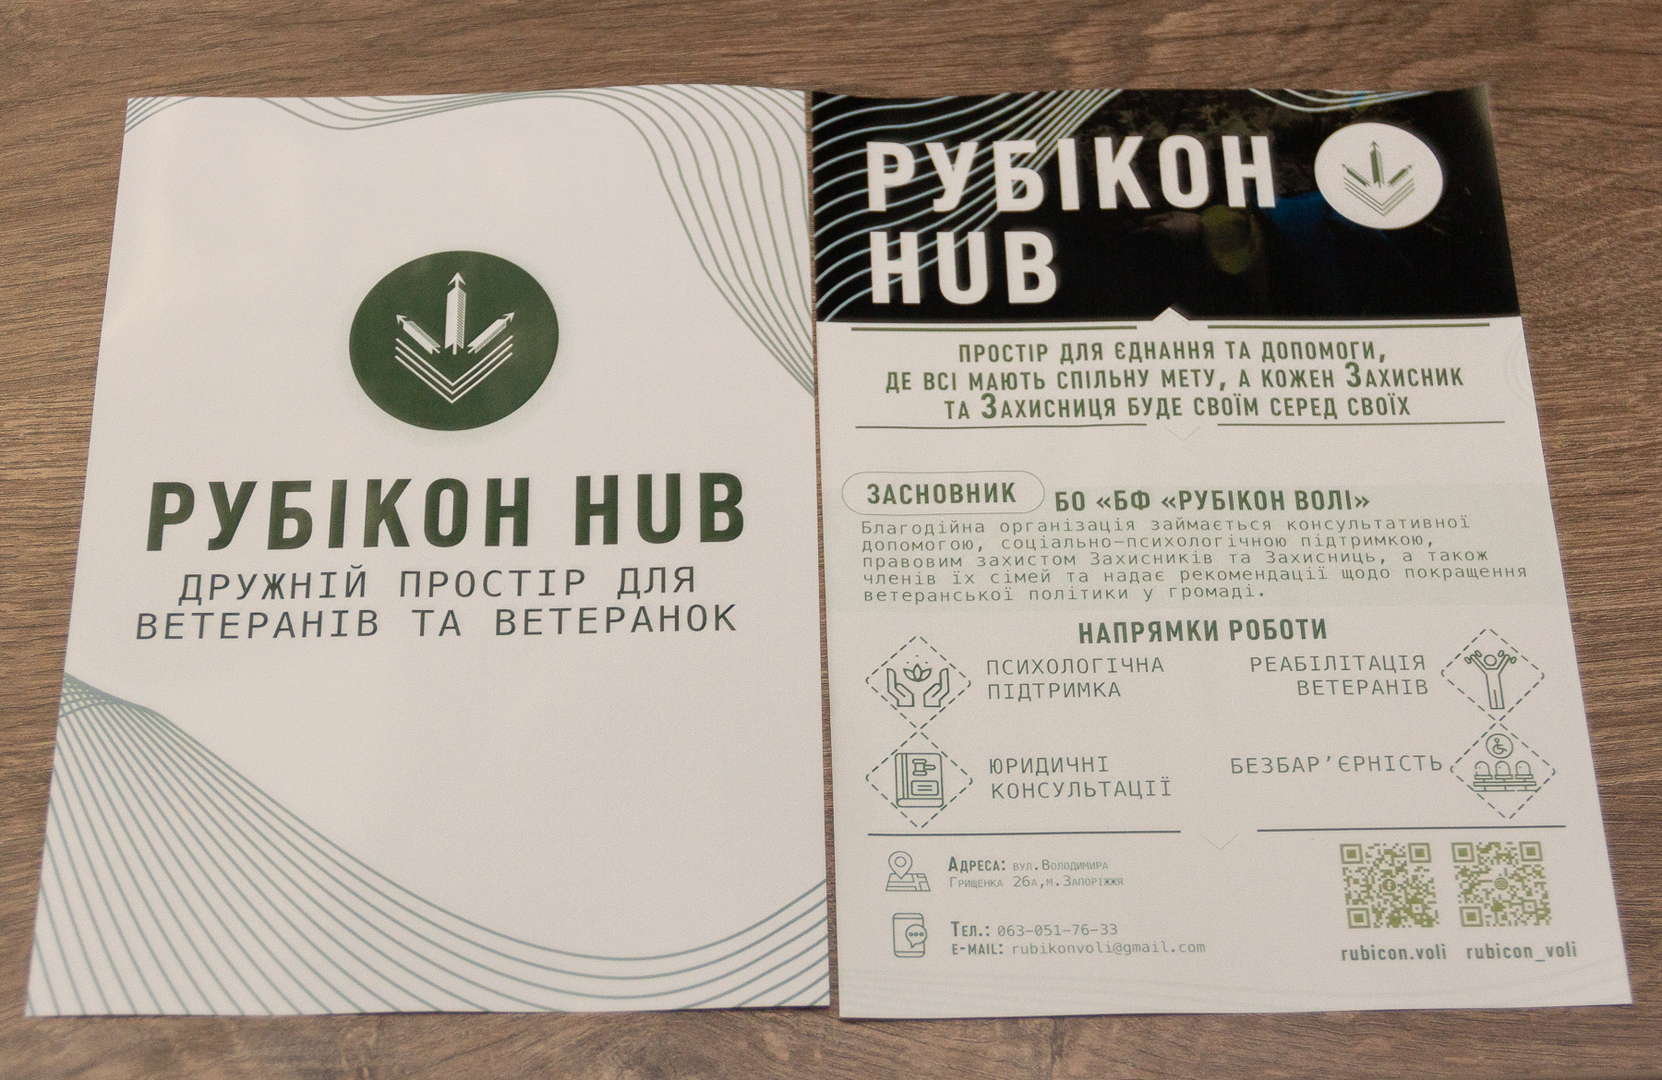 РУБІКОН HUB
ДРУЖНІЙ ПРОСТІР ДЛЯ
ВЕТЕРАНІВ ТА ВЕТЕРАНОК
РУБІКОН
HUB
ПРОСТІР ДЛЯ ЄДНАННЯ ТА ДОПОМОГИ,
ДЕ ВСІ МАЮТЬ СПІЛЬНУ МЕТУ, А КОЖЕН ЗАХИСНИК
ТА ЗАХИСНИЦЯ БУДЕ СВОЇМ СЕРЕД СВОЇХ
ЗАСНОВНИК БО «БФ «РУБІКОН ВОЛІ»
Благодійна організація займається консультативної
допомогою, соціально-психологічною підтримкою,
правовим захистом Захисників та Захисниць, а також
членів їх сімей та надає рекомендації щодо покращення
ветеранської політики у громаді.
НАПРЯМКИ РОБОТИ
ПСИХОЛОГІЧНА
ПІДТРИМКА
РЕАБІЛІТАЦІЯ
ВЕТЕРАНІВ
ЮРИДИЧНІ
КОНСУЛЬТАЦІЇ
БЕЗБАР'ЄРНІСТЬ
АДРЕСА: ВУЛ.ВОЛОДИМИРА
ГРИЩЕНКА 26А,М.ЗАПОРІЖЖЯ
ТЕЛ.: 063-051-76-33
E-MAIL: rubikonvoli@gmail.com
rubicon.voli rubicon_voli